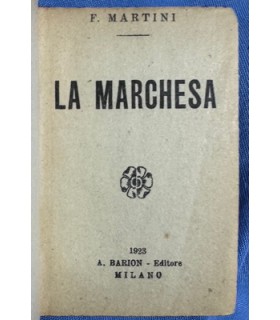 F. MARTINI
LA MARCHESA
1923
A. BARION - Editore
MILANO